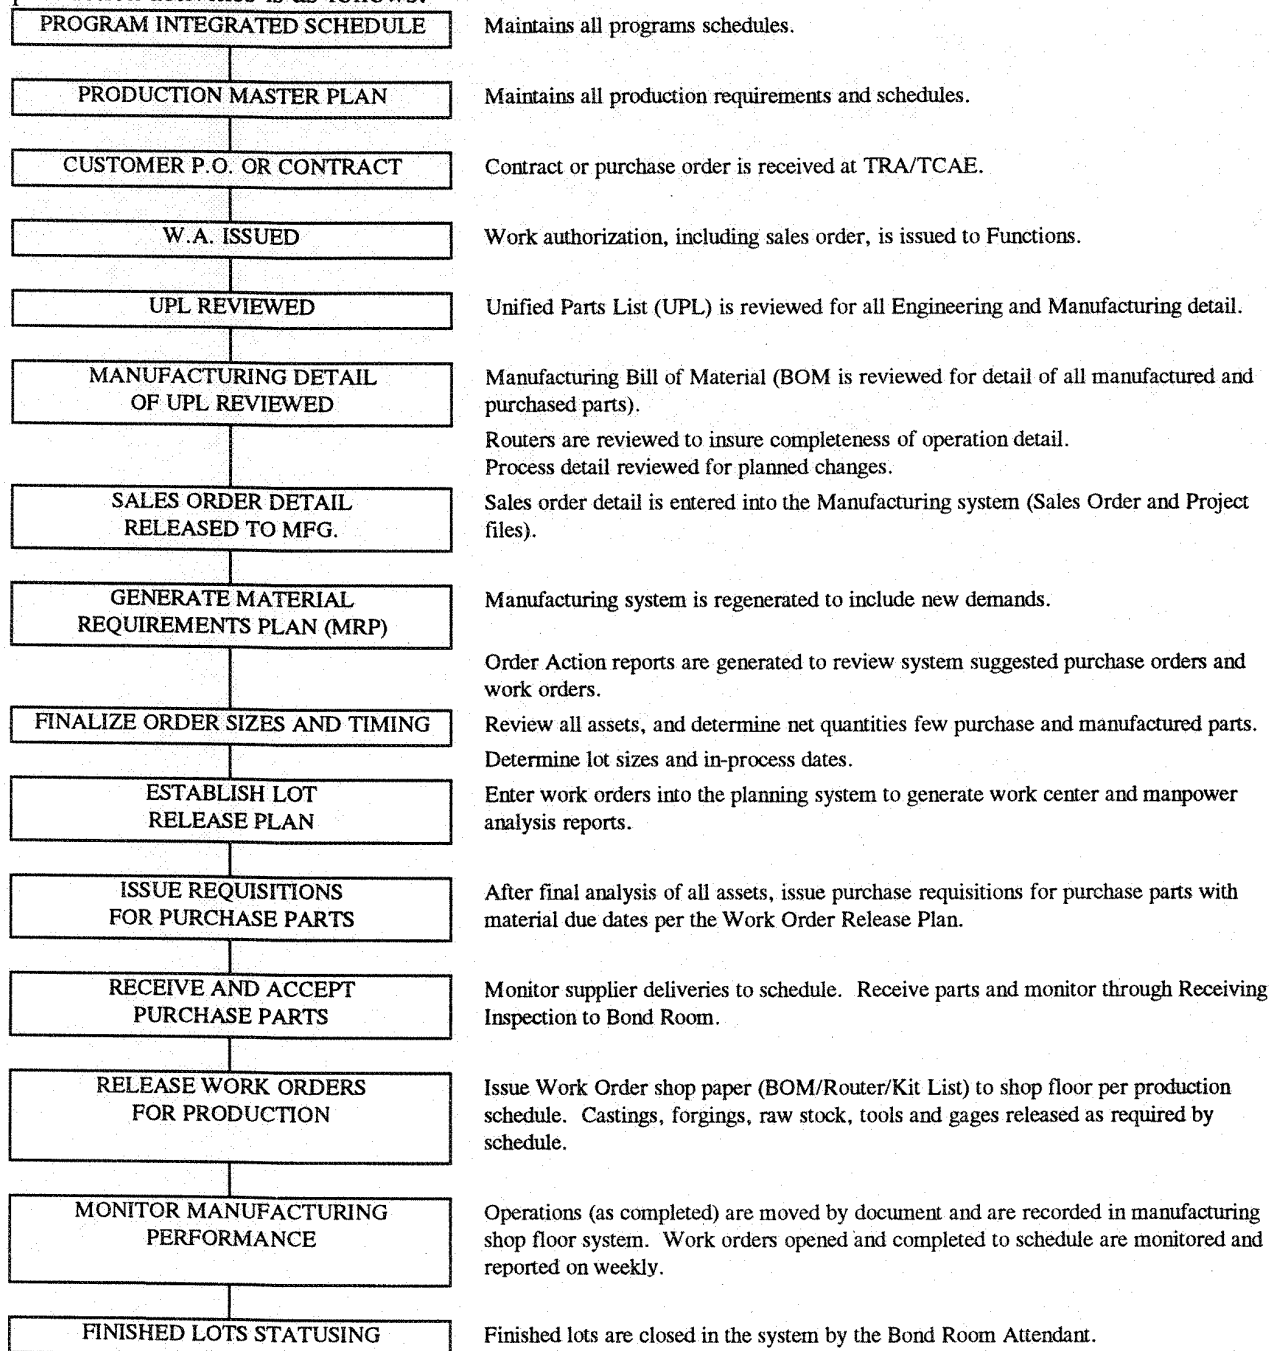 PROGRAM INTEGRATED SCHEDULE Maintains all programs schedules.
PRODUCTION MASTER PLAN Maintains all production requirements and schedules.
CUSTOMER P.O. OR CONTRACT Contract or purchase order is received at TRA/TCAE.
W.A. ISSUED Work authorization, including sales order, is issued to Functions.
UPL REVIEWED Unified Parts List (UPL) is reviewed for all Engineering and Manufacturing detail.
MANUFACTURING DETAIL
OF UPL REVIEWED
Manufacturing Bill of Material (BOM is reviewed for detail of all manufactured and
purchased parts).
Routers are reviewed to insure completeness of operation detail.
Process detail reviewed for planned changes.
SALES ORDER DETAIL
RELEASED TO MFG.
Sales order detail is entered into the Manufacturing system (Sales Order and Project
files).
GENERATE MATERIAL
REQUIREMENTS PLAN (MRP)
Manufacturing system is regenerated to include new demands.
Order Action reports are generated to review system suggested purchase orders and
work orders.
FINALIZE ORDER SIZES AND TIMING Review all assets, and determine net quantities few purchase and manufactured parts.
Determine lot sizes and in-process dates.
ESTABLISH LOT
RELEASE PLAN
Enter work orders into the planning system to generate work center and manpower
analysis reports.
ISSUE REQUISITIONS
FOR PURCHASE PARTS
After final analysis of all assets, issue purchase requisitions for purchase parts with
material due dates per the Work Order Release Plan.
RECEIVE AND ACCEPT
PURCHASE PARTS
Monitor supplier deliveries to schedule. Receive parts and monitor through Receiving
Inspection to Bond Room.
RELEASE WORK ORDERS
FOR PRODUCTION
Issue Work Order shop paper (BOM/Router/Kit List) to shop floor per production
schedule. Castings, forgings, raw stock, tools and gages released as required by
schedule.
MONITOR MANUFACTURING
PERFORMANCE
Operations (as completed) are moved by document and are recorded in manufacturing
shop floor system. Work orders opened and completed to schedule are monitored and
reported on weekly.
FINISHED LOTS STATUSING Finished lots are closed in the system by the Bond Room Attendant.